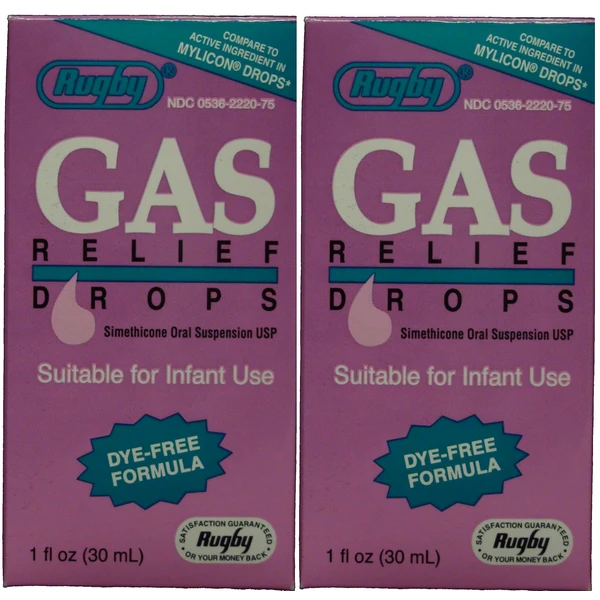 COMPARE TO
ACTIVE INGREDIENT IN
MYLICON® DROPS*
Rugby®
NDC 0536-2220-75
GAS
RELIEF
DROPS
Simethicone Oral Suspension USP
Suitable for Infant Use
DYE-FREE
FORMULA
1 fl oz (30 mL)
SATISFACTION GUARANTEED
Rugby
• OR YOUR MONEY BACK •
COMPARE TO
ACTIVE INGREDIENT IN
MYLICON® DROPS*
Rugby®
NDC 0536-2220-75
GAS
RELIEF
DROPS
Simethicone Oral Suspension USP
Suitable for Infant Use
DYE-FREE
FORMULA
1 fl oz (30 mL)
SATISFACTION GUARANTEED
Rugby
• OR YOUR MONEY BACK •